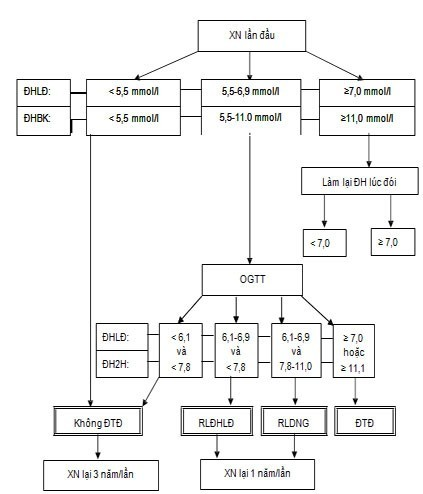 XN lần đầu
ĐHLĐ: < 5,5 mmol/l 5,5-6,9 mmol/l ≥7,0 mmol/l
ĐHBK: < 5,5 mmol/l 5,5-11.0 mmol/l ≥11,0 mmol/l
Làm lại ĐH lúc đói
< 7,0 ≥ 7,0
OGTT
ĐHLĐ: < 6,1 6,1-6,9 6,1-6,9 ≥ 7,0
và và và hoặc
ĐH2H: < 7,8 < 7,8 7,8-11,0 ≥ 11,1
Không ĐTĐ RLĐHLĐ RLDNG ĐTĐ
XN lại 3 năm/lần XN lại 1 năm/lần